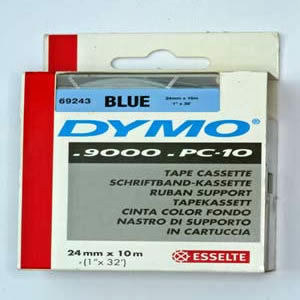 69243 BLUE 24mm x 10m
1" x 32'
DYMO®
.9000 .PC-10
TAPE CASSETTE
SCHRIFTBAND-KASSETTE
RUBAN SUPPORT
TAPEKASSETT
CINTA COLOR FONDO
NASTRO DI SUPPORTO
IN CARTUCCIA
24mm x 10m
-(1"x 32')
ESSELTE